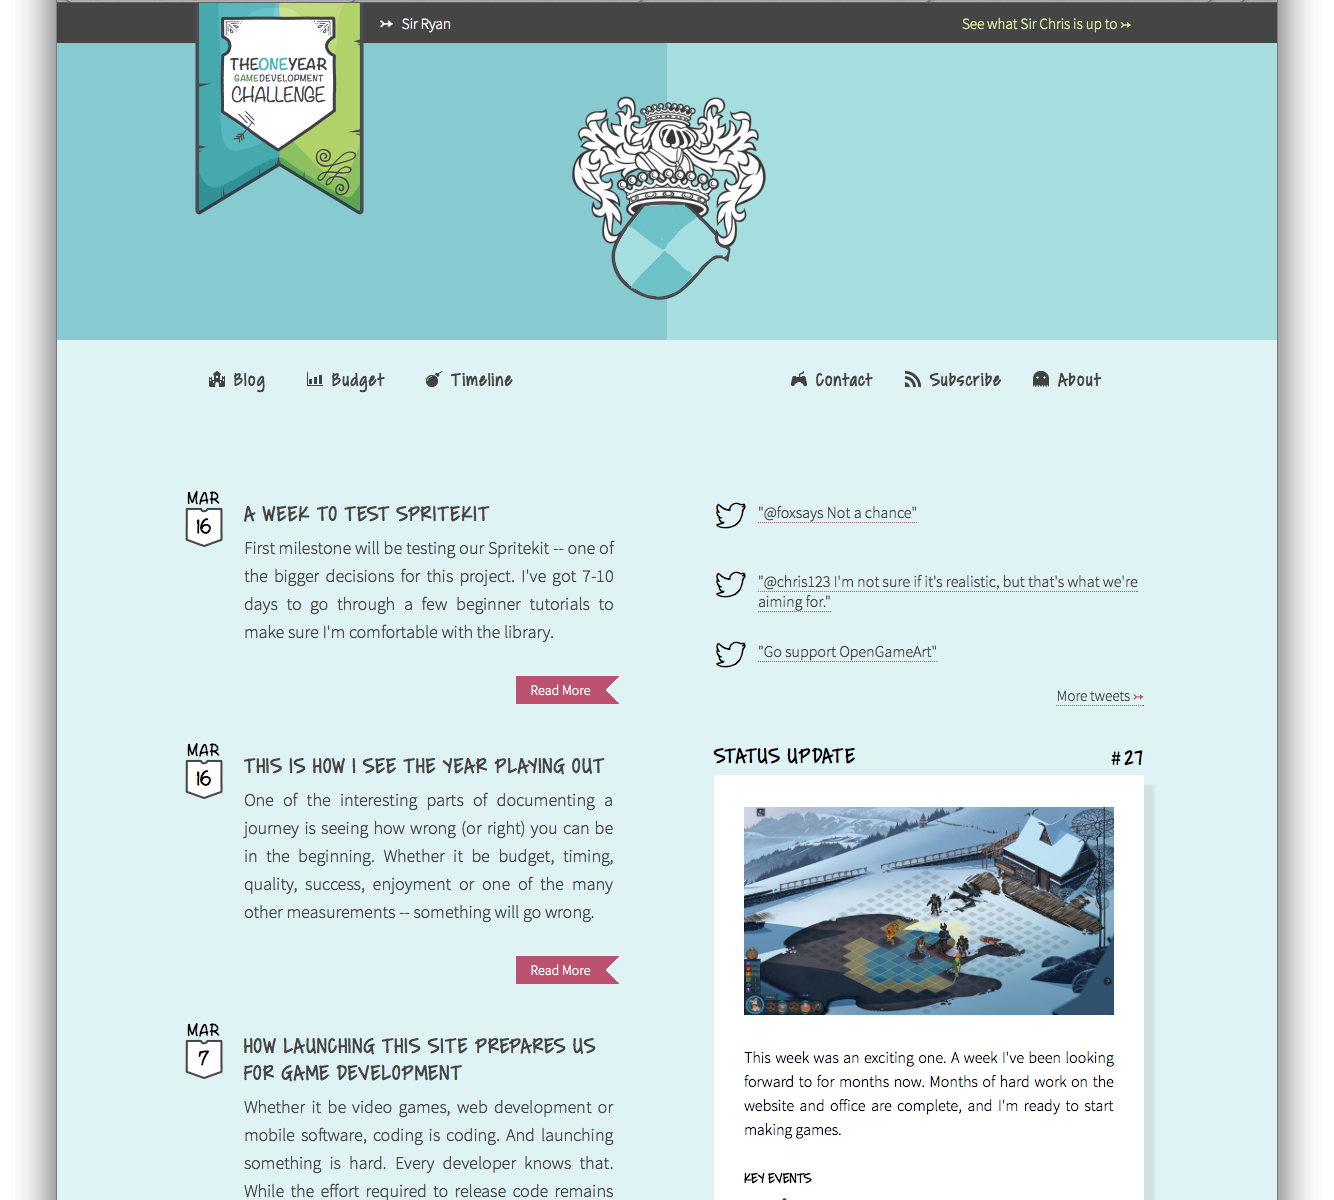 Sir Ryan
See what Sir Chris is up to
THEONEYEAR
GAMEDEVELOPMENT
CHALLENGE
Blog
Budget
Timeline
Contact
Subscribe
About
MAR
16
A WEEK TO TEST SPRITEKIT
First milestone will be testing our Spritekit -- one of
the bigger decisions for this project. I've got 7-10
days to go through a few beginner tutorials to
make sure I'm comfortable with the library.
Read More
MAR
16
THIS IS HOW I SEE THE YEAR PLAYING OUT
One of the interesting parts of documenting a
journey is seeing how wrong (or right) you can be
in the beginning. Whether it be budget, timing,
quality, success, enjoyment or one of the many
other measurements -- something will go wrong.
Read More
MAR
7
HOW LAUNCHING THIS SITE PREPARES US
FOR GAME DEVELOPMENT
Whether it be video games, web development or
mobile software, coding is coding. And launching
something is hard. Every developer knows that.
While the effort required to release code remains
"@foxsays Not a chance"
"@chris123 I'm not sure if it's realistic, but that's what we're
aiming for."
"Go support OpenGameArt"
More tweets
STATUS UPDATE
#27
This week was an exciting one. A week I've been looking
forward to for months now. Months of hard work on the
website and office are complete, and I'm ready to start
making games.
KEY EVENTS